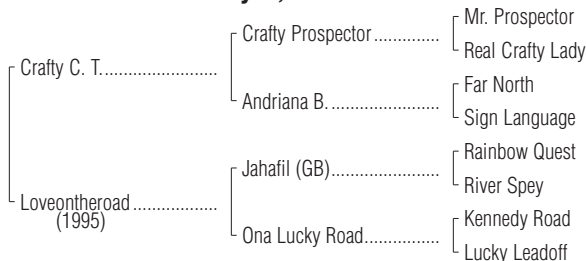 Mr. Prospector
Crafty Prospector
Real Crafty Lady
Crafty C. T.
Far North
Andriana B.
Sign Language
Rainbow Quest
Jahafil (GB)
River Spey
Loveontheroad
(1995)
Kennedy Road
Ona Lucky Road
Lucky Leadoff